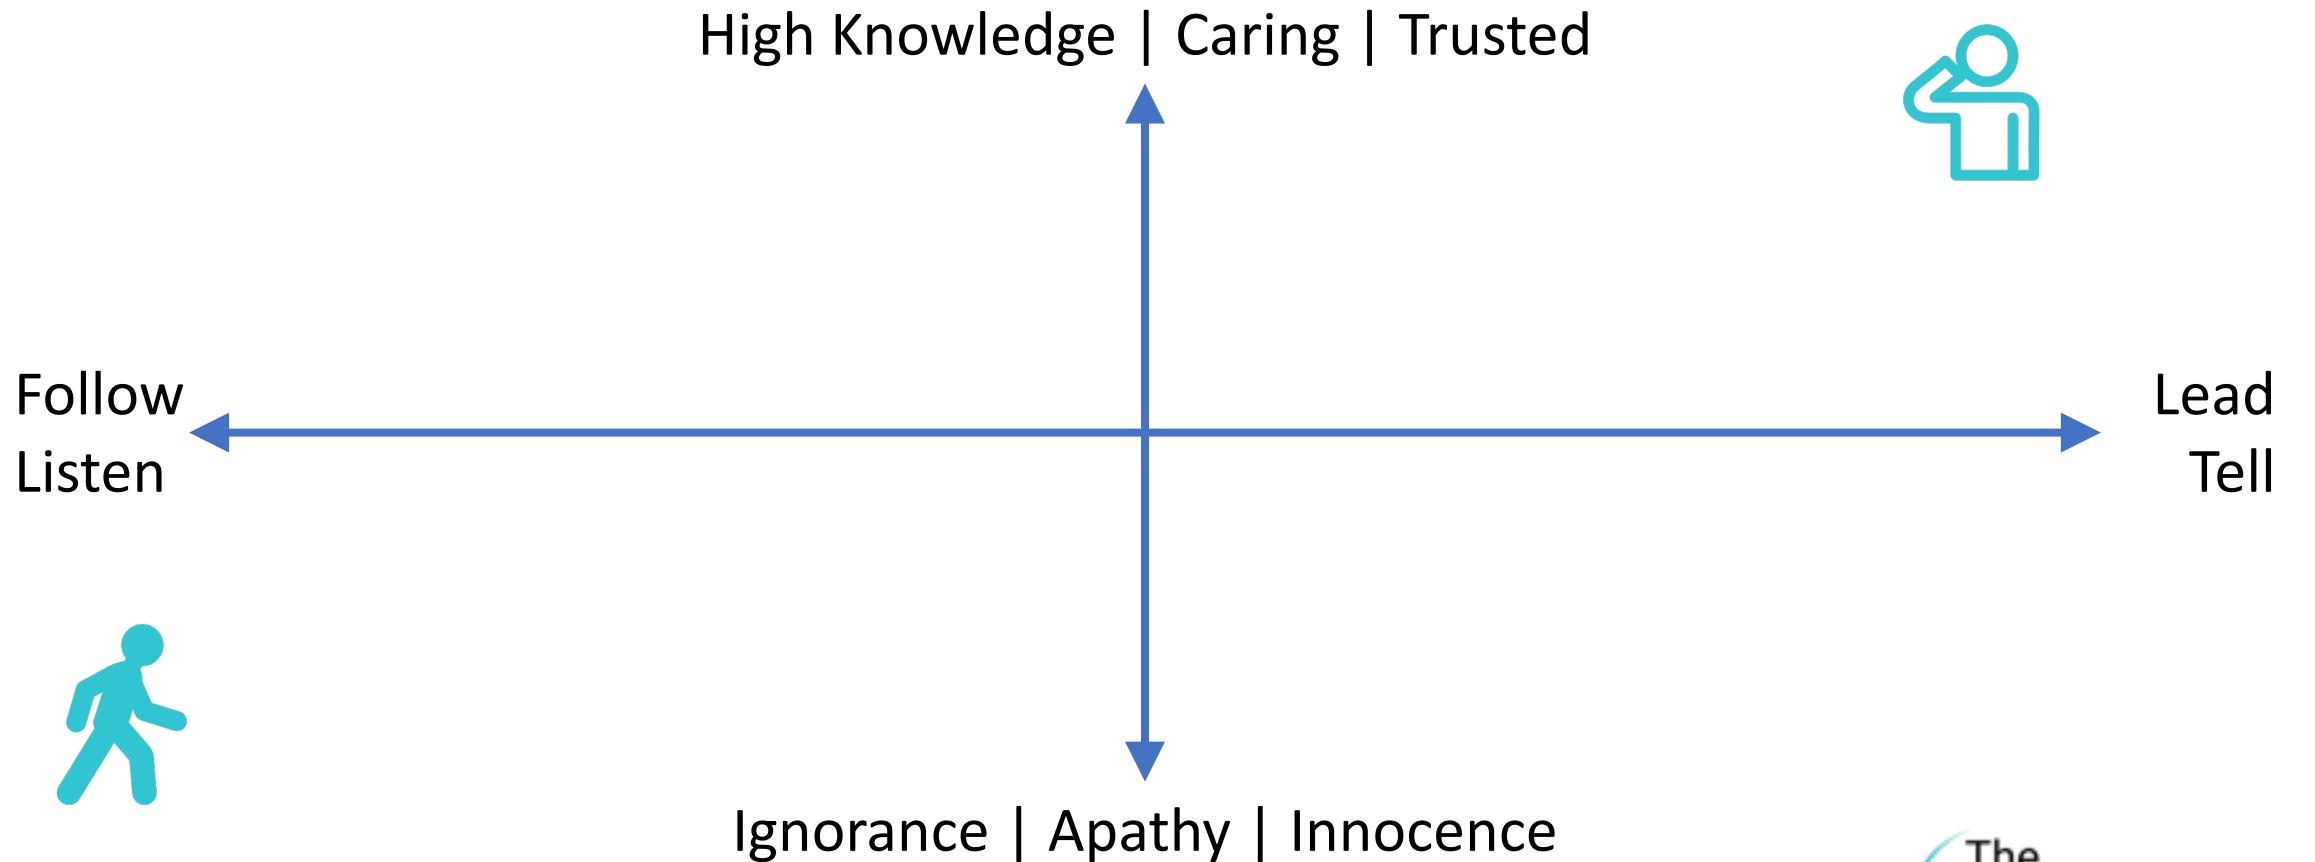 High Knowledge | Caring | Trusted
Follow
Listen
Lead
Tell
Ignorance | Apathy | Innocence
The